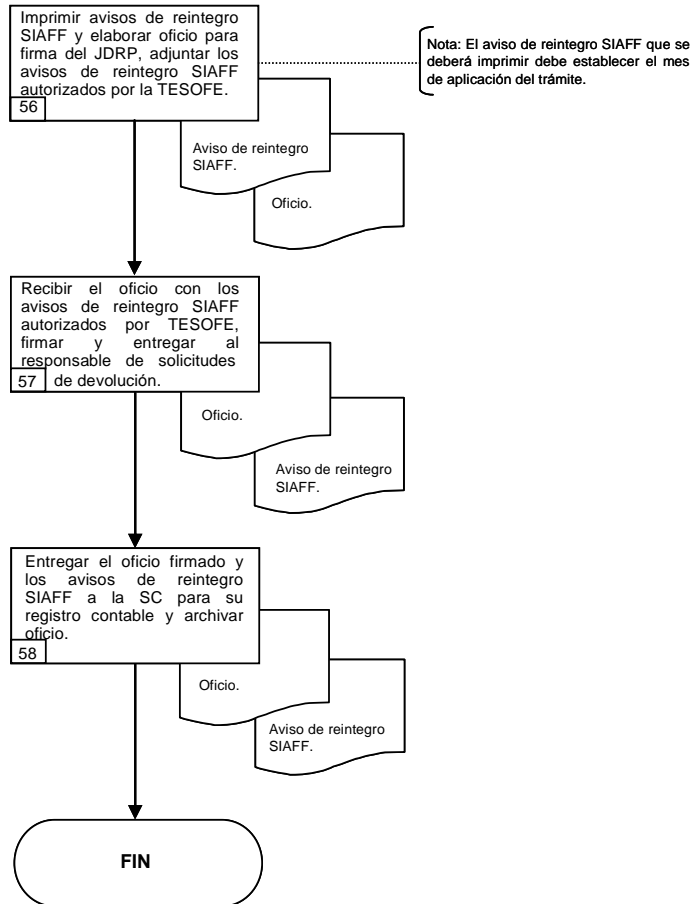 Imprimir avisos de reintegro
SIAFF y elaborar oficio para
firma del JDRP, adjuntar los
avisos de reintegro SIAFF
autorizados por la TESOFE.
56
Nota: El aviso de reintegro SIAFF que se
deberá imprimir debe establecer el mes
de aplicación del trámite.
Aviso de reintegro
SIAFF.
Oficio.
Recibir el oficio con los
avisos de reintegro SIAFF
autorizados por TESOFE,
firmar y entregar al
responsable de solicitudes
57 de devolución.
Oficio.
Aviso de reintegro
SIAFF.
Entregar el oficio firmado y
los avisos de reintegro
SIAFF a la SC para su
registro contable y archivar
oficio.
58
Oficio.
Aviso de reintegro
SIAFF.
FIN